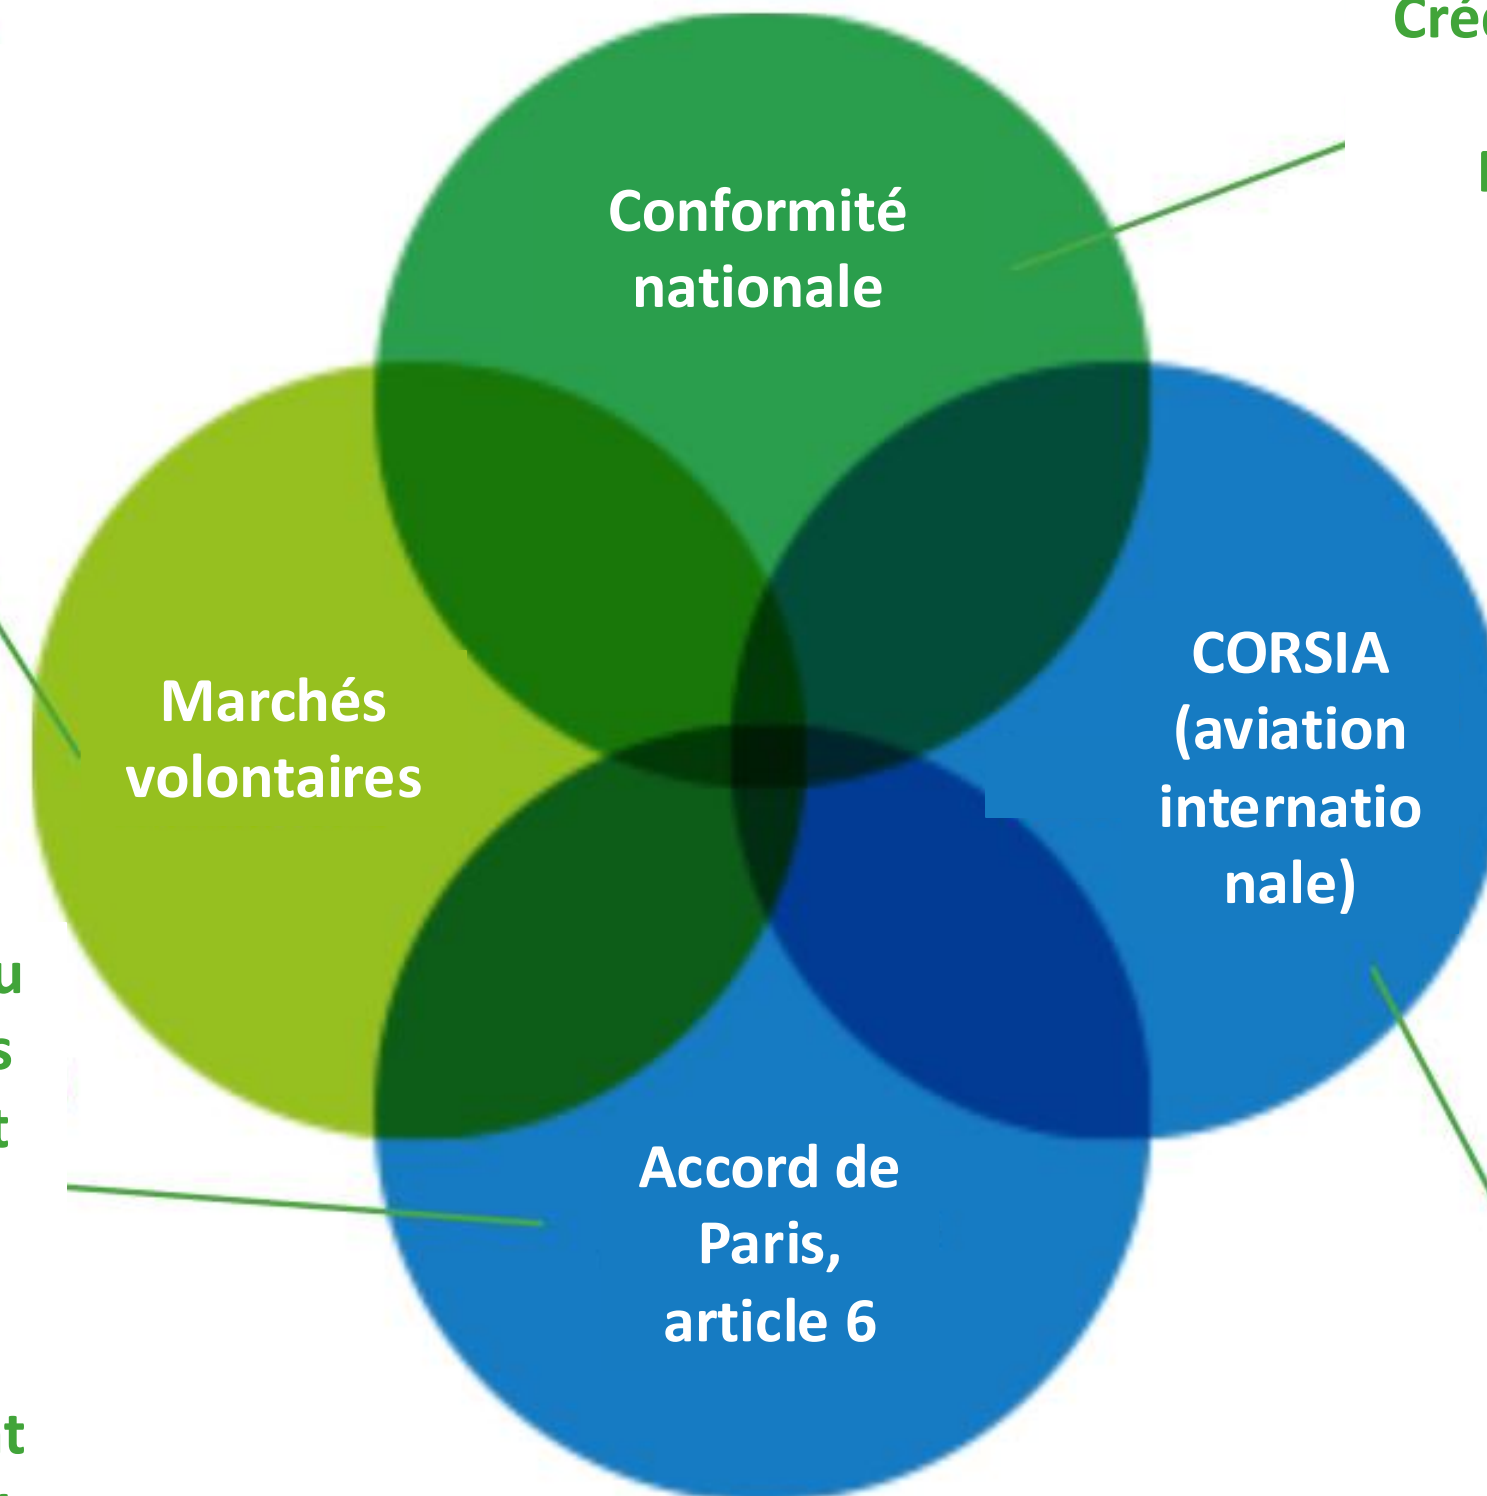 Conformité
nationale
Marchés
volontaires
CORSIA
(aviation
internatio
nale)
Accord de
Paris,
article 6